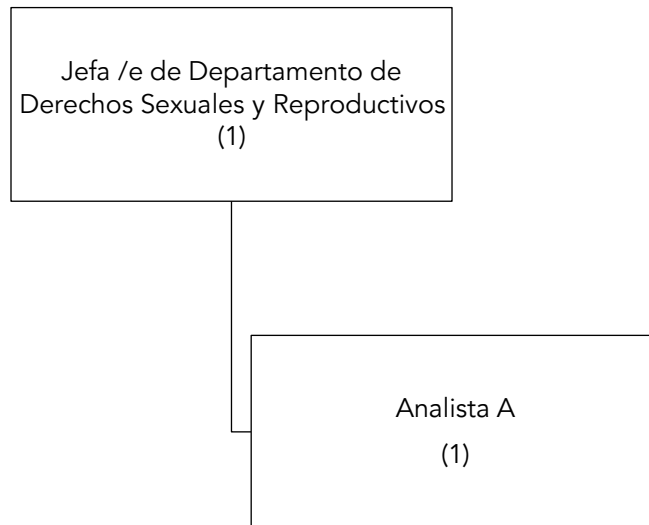 Jefa /e de Departamento de
Derechos Sexuales y Reproductivos
(1)
Analista A
(1)